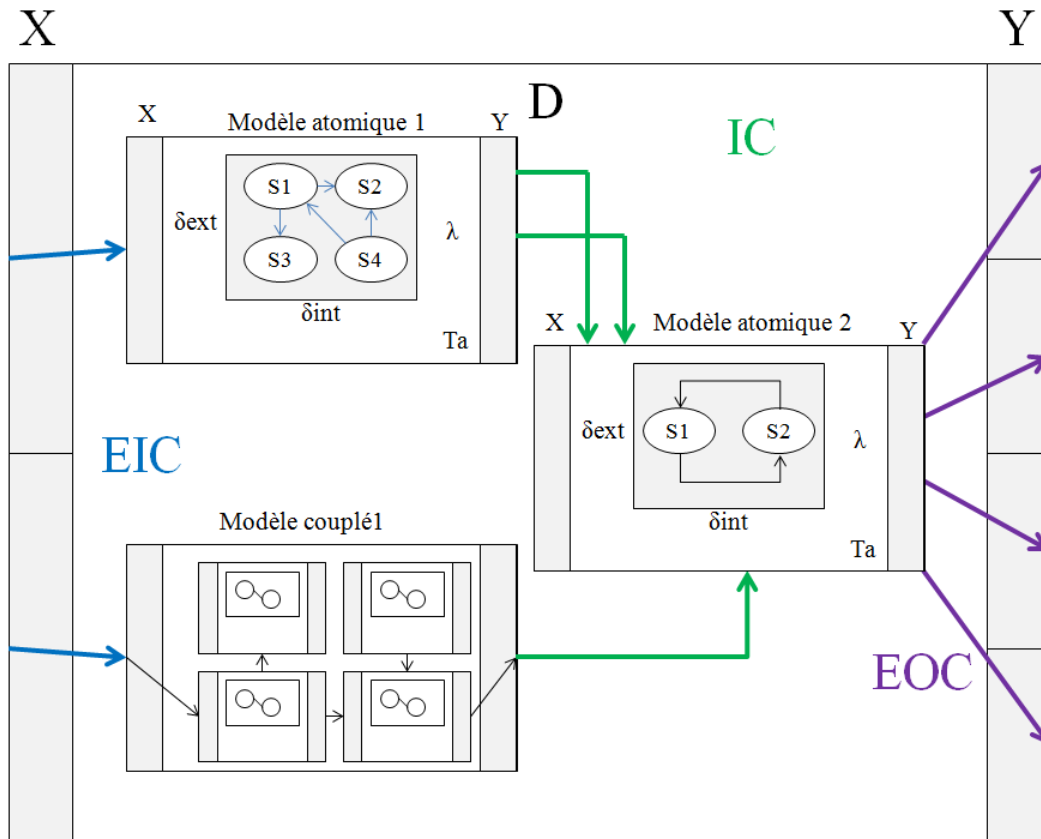 X
Y
D
IC
X
Modèle atomique 1
Y
S1
S2
δext
λ
S3
S4
δint
Ta
X
Modèle atomique 2
Y
δext
S1
S2
λ
δint
Ta
EIC
Modèle couplé1
EOC